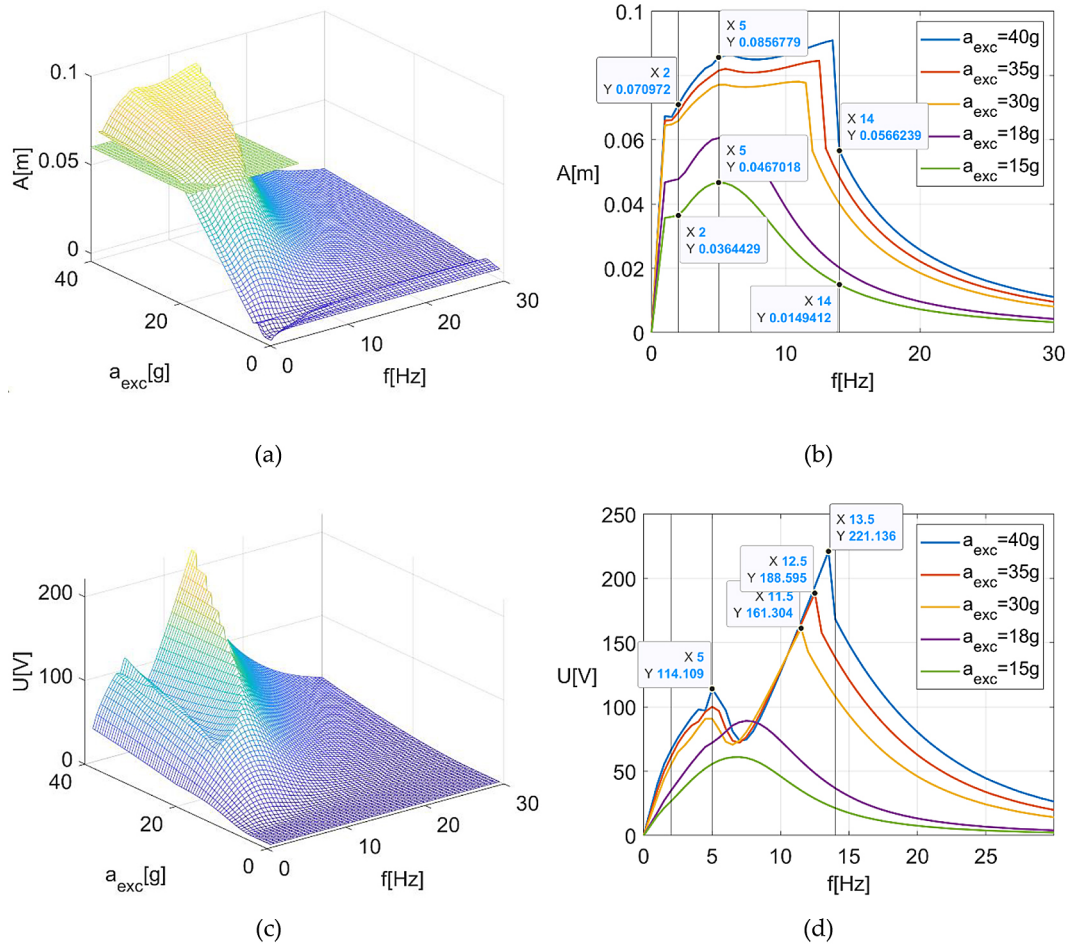 0.1
A[m]
0.05
0
40
20
a_exc[g]
0
0
10
20
30
f[Hz]
(a)
0.1
0.08
0.06
A[m]
0.04
0.02
0
0
10
20
30
f[Hz]
X 5
Y 0.0856779
X 2
Y 0.070972
X 14
Y 0.0566239
X 5
Y 0.0467018
X 2
Y 0.0364429
X 14
Y 0.0149412
a_exc=40g
a_exc=35g
a_exc=30g
a_exc=18g
a_exc=15g
(b)
200
U[V]
100
0
40
20
a_exc[g]
0
0
10
20
30
f[Hz]
(c)
250
200
150
U[V]
100
50
0
0
5
10
15
20
25
f[Hz]
X 13.5
Y 221.136
X 12.5
Y 188.595
X 11.5
Y 161.304
X 5
Y 114.109
a_exc=40g
a_exc=35g
a_exc=30g
a_exc=18g
a_exc=15g
(d)